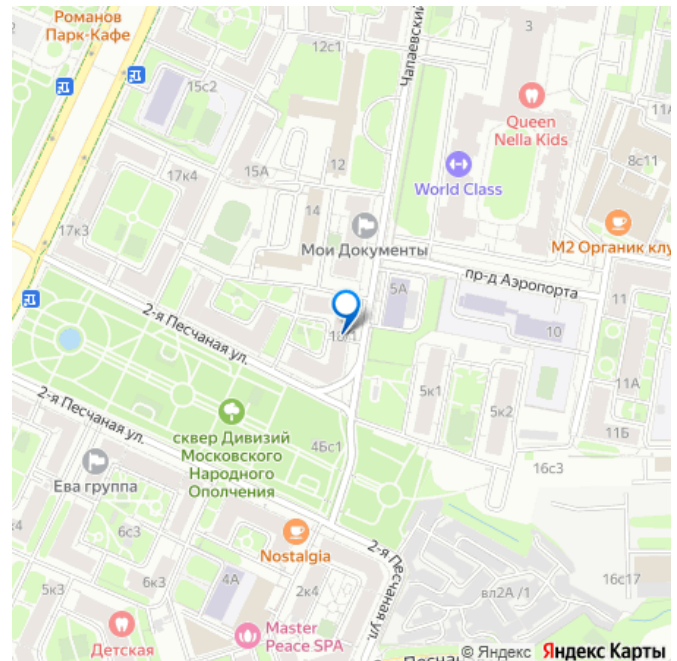 Романов
Парк-Кафе
12с1
Чапаевский
3
15с2
Queen
Nella Kids
11А
8с11
12
15А
17к4
World Class
14
17к3
Мои Документы
М2 Органик клу
пр-д Аэропорта
5А
11
10
2-я Песчаная ул.
5к1
11А
2-я Песчаная ул.
5к2
11Б
сквер Дивизий
Московского
Народного
Ополчения
4Бс1
16с3
Ева группа
6с3
Nostalgia
2-я Песчаная ул.
16с17
5к3
6к3
4А
2к4
вл2А /1
Детская
Master
Peace SPA
© Яндекс Яндекс Карты